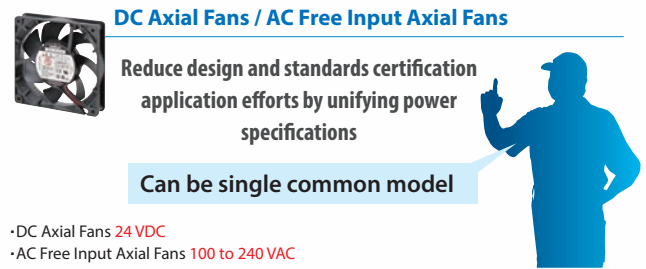 DC Axial Fans / AC Free Input Axial Fans
Reduce design and standards certification
application efforts by unifying power
specifications
Can be single common model
・DC Axial Fans 24 VDC
・AC Free Input Axial Fans 100 to 240 VAC